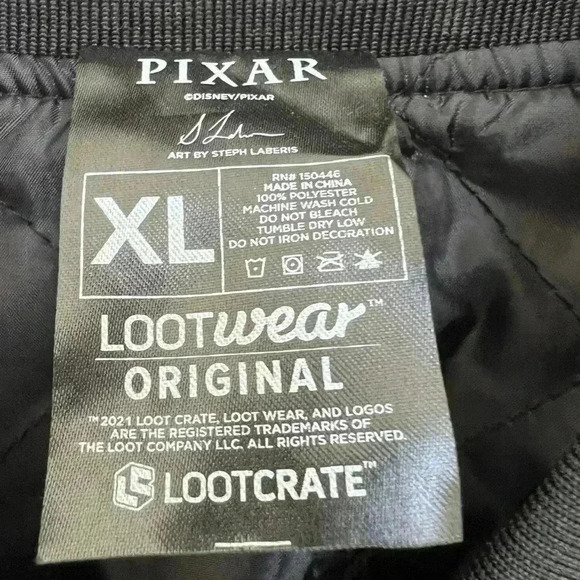 PIXAR
©DISNEY/PIXAR
ART BY STEPH LABERIS
XL
RN# 150446
MADE IN CHINA
100% POLYESTER
MACHINE WASH COLD
DO NOT BLEACH
TUMBLE DRY LOW
DO NOT IRON DECORATION
LOOTwear™
ORIGINAL
™2021 LOOT CRATE, LOOT WEAR, AND LOGOS
ARE THE REGISTERED TRADEMARKS OF
THE LOOT COMPANY LLC. ALL RIGHTS RESERVED.
LOOTCRATE™